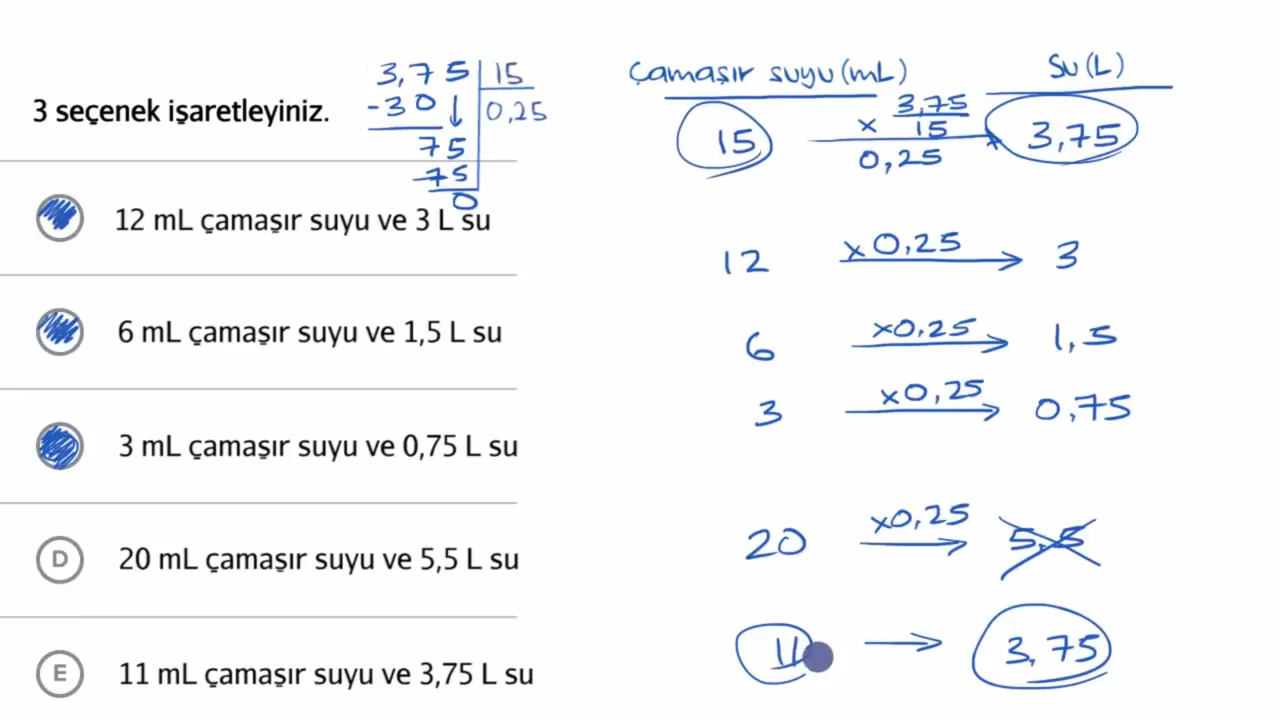 3 seçenek işaretleyiniz.
3,75 15
-30 0,25
75
75
0
12 mL çamaşır suyu ve 3 L su
6 mL çamaşır suyu ve 1,5 L su
3 mL çamaşır suyu ve 0,75 L su
D 20 mL çamaşır suyu ve 5,5 L su
E 11 mL çamaşır suyu ve 3,75 L su
Çamaşır suyu (mL) Su (L)
15 x 3,75 3,75
15
0,25
12 x0,25 3
6 x0,25 1,5
3 x0,25 0,75
20 x0,25 5,5
11 3,75